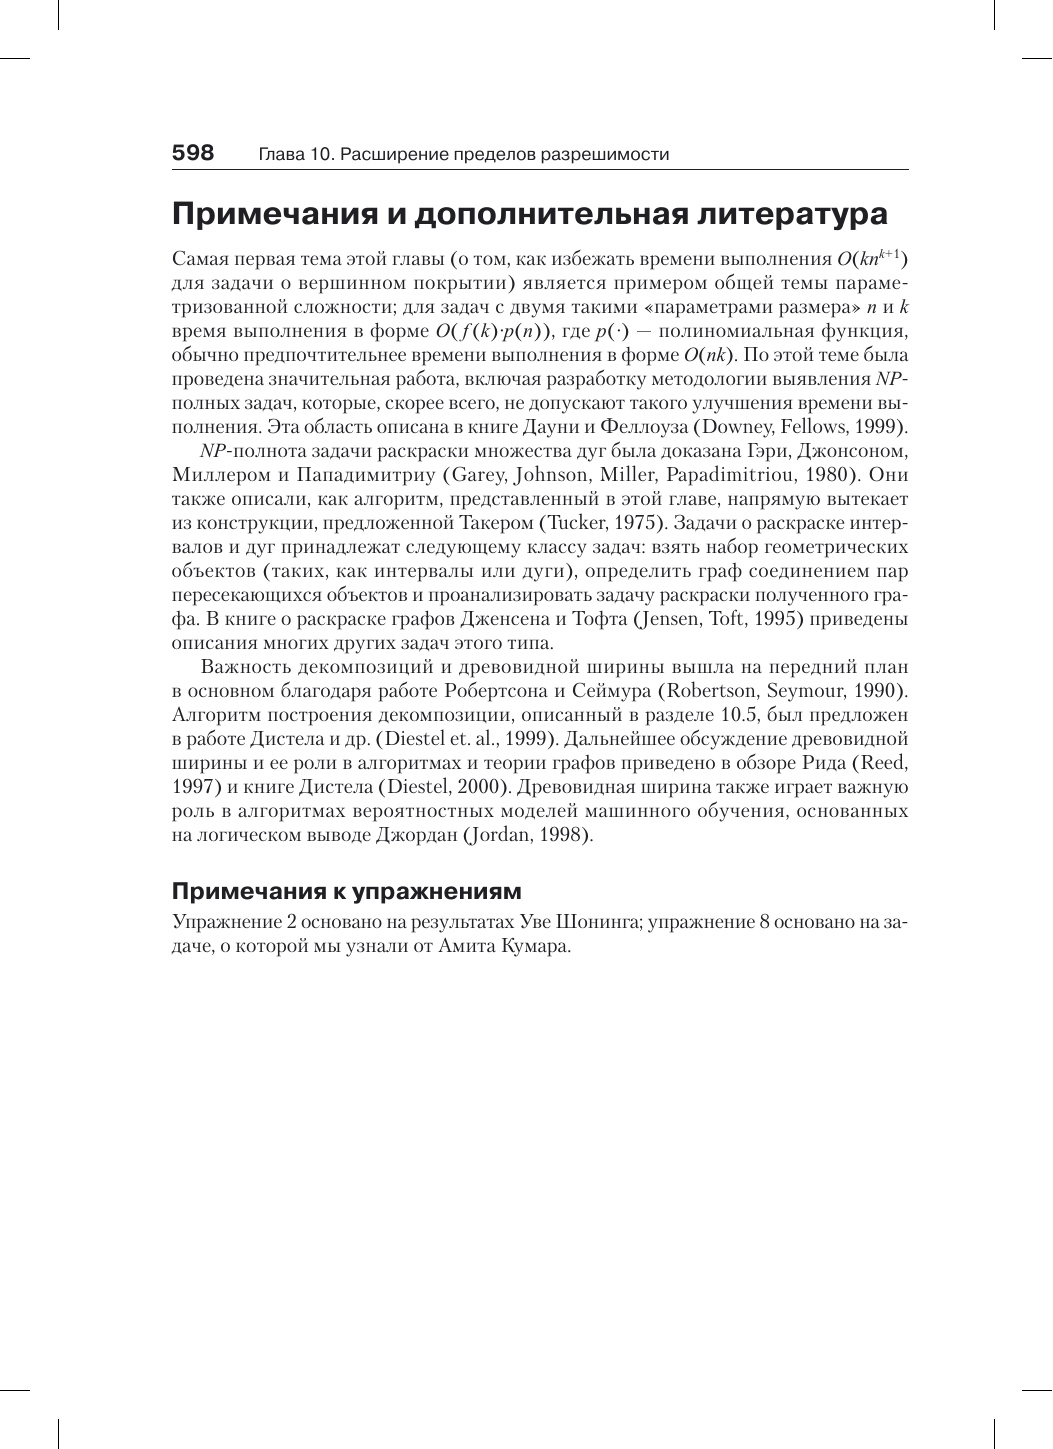 598 Глава 10. Расширение пределов разрешимости
Примечания и дополнительная литература
Самая первая тема этой главы (о том, как избежать времени выполнения O(knᵏ⁺¹)
для задачи о вершинном покрытии) является примером общей темы параме-
тризованной сложности; для задач с двумя такими «параметрами размера» n и k
время выполнения в форме O(f(k)·p(n)), где p(·) — полиномиальная функция,
обычно предпочтительнее времени выполнения в форме O(nk). По этой теме была
проведена значительная работа, включая разработку методологии выявления NP-
полных задач, которые, скорее всего, не допускают такого улучшения времени вы-
полнения. Эта область описана в книге Дауни и Феллоуза (Downey, Fellows, 1999).
NP-полнота задачи раскраски множества дуг была доказана Гэри, Джонсоном,
Миллером и Пападимитриу (Garey, Johnson, Miller, Papadimitriou, 1980). Они
также описали, как алгоритм, представленный в этой главе, напрямую вытекает
из конструкции, предложенной Такером (Tucker, 1975). Задачи о раскраске интер-
валов и дуг принадлежат следующему классу задач: взять набор геометрических
объектов (таких, как интервалы или дуги), определить граф соединением пар
пересекающихся объектов и проанализировать задачу раскраски полученного гра-
фа. В книге о раскраске графов Дженсена и Тофта (Jensen, Toft, 1995) приведены
описания многих других задач этого типа.
Важность декомпозиций и древовидной ширины вышла на передний план
в основном благодаря работе Робертсона и Сеймура (Robertson, Seymour, 1990).
Алгоритм построения декомпозиции, описанный в разделе 10.5, был предложен
в работе Дистела и др. (Diestel et. al., 1999). Дальнейшее обсуждение древовидной
ширины и ее роли в алгоритмах и теории графов приведено в обзоре Рида (Reed,
1997) и книге Дистела (Diestel, 2000). Древовидная ширина также играет важную
роль в алгоритмах вероятностных моделей машинного обучения, основанных
на логическом выводе Джордан (Jordan, 1998).
Примечания к упражнениям
Упражнение 2 основано на результатах Уве Шонинга; упражнение 8 основано на за-
даче, о которой мы узнали от Амита Кумара.